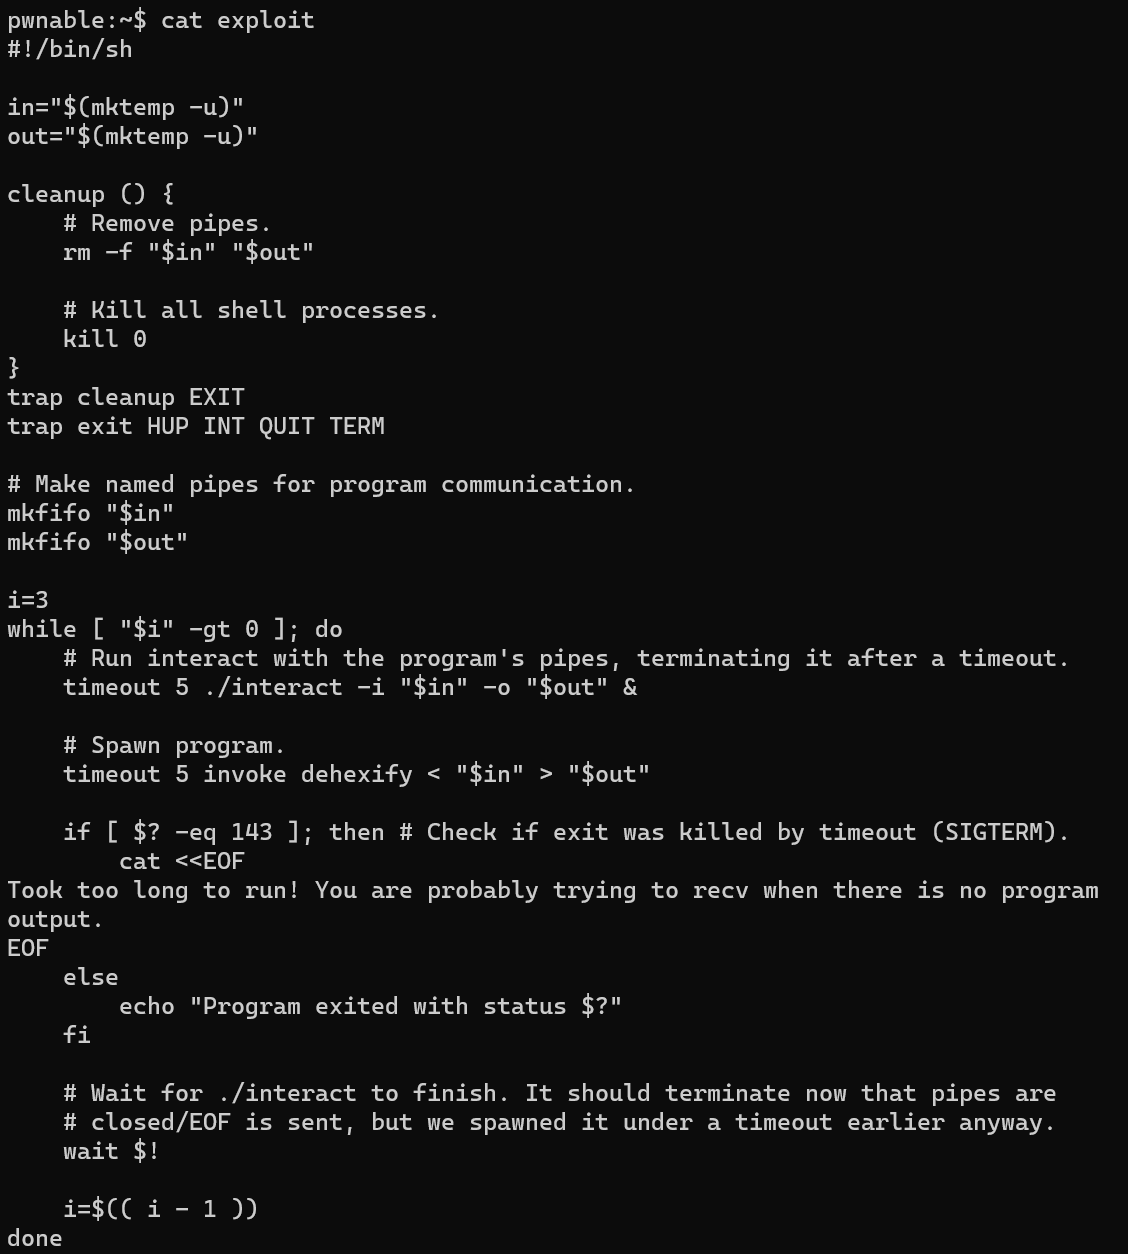 pwnable:~$ cat exploit
#!/bin/sh

in="$(mktemp -u)"
out="$(mktemp -u)"

cleanup () {
    # Remove pipes.
    rm -f "$in" "$out"

    # Kill all shell processes.
    kill 0
}
trap cleanup EXIT
trap exit HUP INT QUIT TERM

# Make named pipes for program communication.
mkfifo "$in"
mkfifo "$out"

i=3
while [ "$i" -gt 0 ]; do
    # Run interact with the program's pipes, terminating it after a timeout.
    timeout 5 ./interact -i "$in" -o "$out" &

    # Spawn program.
    timeout 5 invoke dehexify < "$in" > "$out"

    if [ $? -eq 143 ]; then # Check if exit was killed by timeout (SIGTERM).
        cat <<EOF
Took too long to run! You are probably trying to recv when there is no program
output.
EOF
    else
        echo "Program exited with status $?"
    fi

    # Wait for ./interact to finish. It should terminate now that pipes are
    # closed/EOF is sent, but we spawned it under a timeout earlier anyway.
    wait $!

    i=$(( i - 1 ))
done